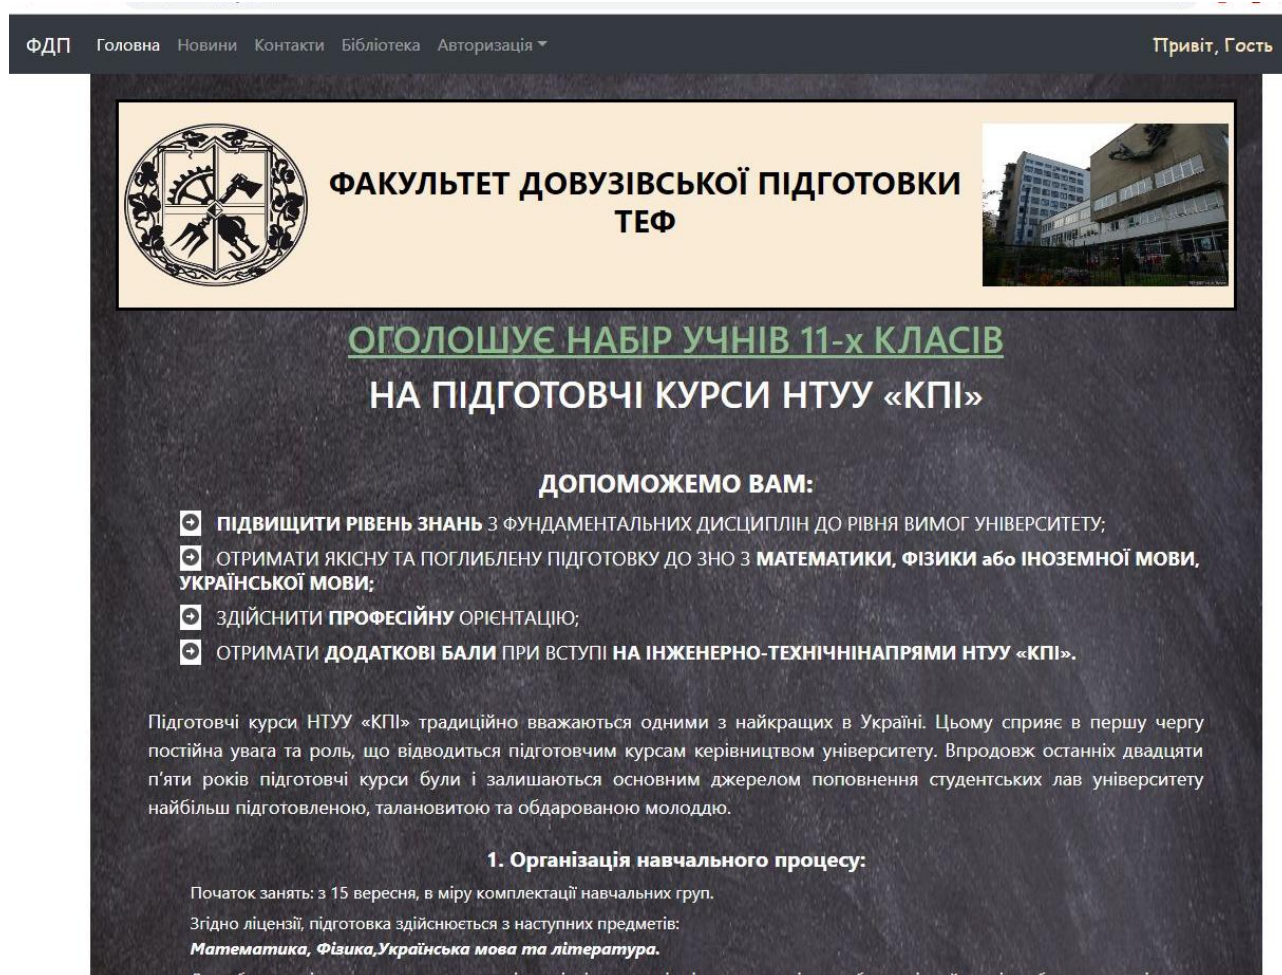 ФДП Головна Новини Контакти Бібліотека Авторизація Привіт, Гость
ФАКУЛЬТЕТ ДОВУЗІВСЬКОЇ ПІДГОТОВКИ
ТЕФ
ОГОЛОШУЄ НАБІР УЧНІВ 11-х КЛАСІВ
НА ПІДГОТОВЧІ КУРСИ НТУУ «КПІ»
ДОПОМОЖЕМО ВАМ:
ПІДВИЩИТИ РІВЕНЬ ЗНАНЬ З ФУНДАМЕНТАЛЬНИХ ДИСЦИПЛІН ДО РІВНЯ ВИМОГ УНІВЕРСИТЕТУ;
ОТРИМАТИ ЯКІСНУ ТА ПОГЛИБЛЕНУ ПІДГОТОВКУ ДО ЗНО З МАТЕМАТИКИ, ФІЗИКИ або ІНОЗЕМНОЇ МОВИ,
УКРАЇНСЬКОЇ МОВИ;
ЗДІЙСНИТИ ПРОФЕСІЙНУ ОРІЄНТАЦІЮ;
ОТРИМАТИ ДОДАТКОВІ БАЛИ ПРИ ВСТУПІ НА ІНЖЕНЕРНО-ТЕХНІЧНІНАПРЯМИ НТУУ «КПІ».
Підготовчі курси НТУУ «КПІ» традиційно вважаються одними з найкращих в Україні. Цьому сприяє в першу чергу
постійна увага та роль, що відводиться підготовчим курсам керівництвом університету. Впродовж останніх двадцяти
п’яти років підготовчі курси були і залишаються основним джерелом поповнення студентських лав університету
найбільш підготовленою, талановитою та обдарованою молоддю.
1. Організація навчального процесу:
Початок занять: з 15 вересня, в міру комплектації навчальних груп.
Згідно ліцензії, підготовка здійснюється з наступних предметів:
Математика, Фізика,Українська мова та література.